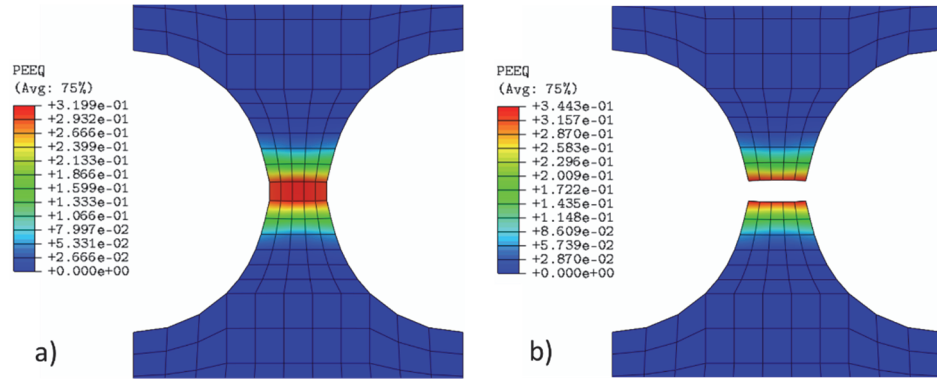 PEEQ
(Avg: 75%)
+3.199e-01
+2.932e-01
+2.666e-01
+2.399e-01
+2.133e-01
+1.866e-01
+1.599e-01
+1.333e-01
+1.066e-01
+7.997e-02
+5.331e-02
+2.666e-02
+0.000e+00
a)
PEEQ
(Avg: 75%)
+3.443e-01
+3.157e-01
+2.870e-01
+2.583e-01
+2.296e-01
+2.009e-01
+1.722e-01
+1.435e-01
+1.148e-01
+8.609e-02
+5.739e-02
+2.870e-02
+0.000e+00
b)